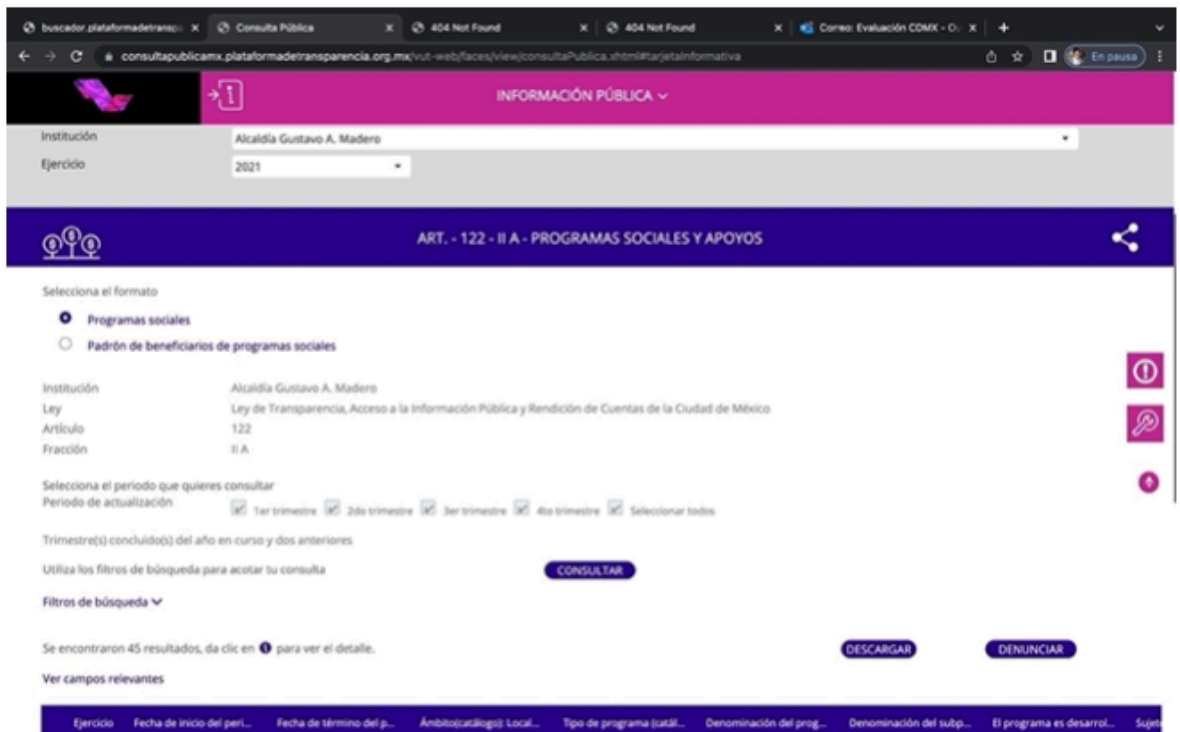 buscador.plataformadetranspa
Consulta Pública
404 Not Found
404 Not Found
Correo: Evaluación CDMX - Ou
consultapublicamx.plataformadetransparencia.org.mx/vut-web/faces/view/consultaPublica.xhtml#tarjetaInformativa
En pausa
INFORMACIÓN PÚBLICA
Institución Alcaldía Gustavo A. Madero
Ejercicio 2021
ART. - 122 - II A - PROGRAMAS SOCIALES Y APOYOS
Selecciona el formato
Programas sociales
Padrón de beneficiarios de programas sociales
Institución Alcaldía Gustavo A. Madero
Ley Ley de Transparencia, Acceso a la Información Pública y Rendición de Cuentas de la Ciudad de México
Artículo 122
Fracción II A
Selecciona el periodo que quieres consultar
Periodo de actualización 1er trimestre 2do trimestre 3er trimestre 4to trimestre Seleccionar todos
Trimestre(s) concluido(s) del año en curso y dos anteriores
Utiliza los filtros de búsqueda para acotar tu consulta CONSULTAR
Filtros de búsqueda
Se encontraron 45 resultados, da clic en i para ver el detalle. DESCARGAR DENUNCIAR
Ver campos relevantes
Ejercicio Fecha de inicio del peri... Fecha de término del p... Ámbito(catálogo): Local... Tipo de programa (catál... Denominación del prog... Denominación del subp... El programa es desarrol... Sujeto